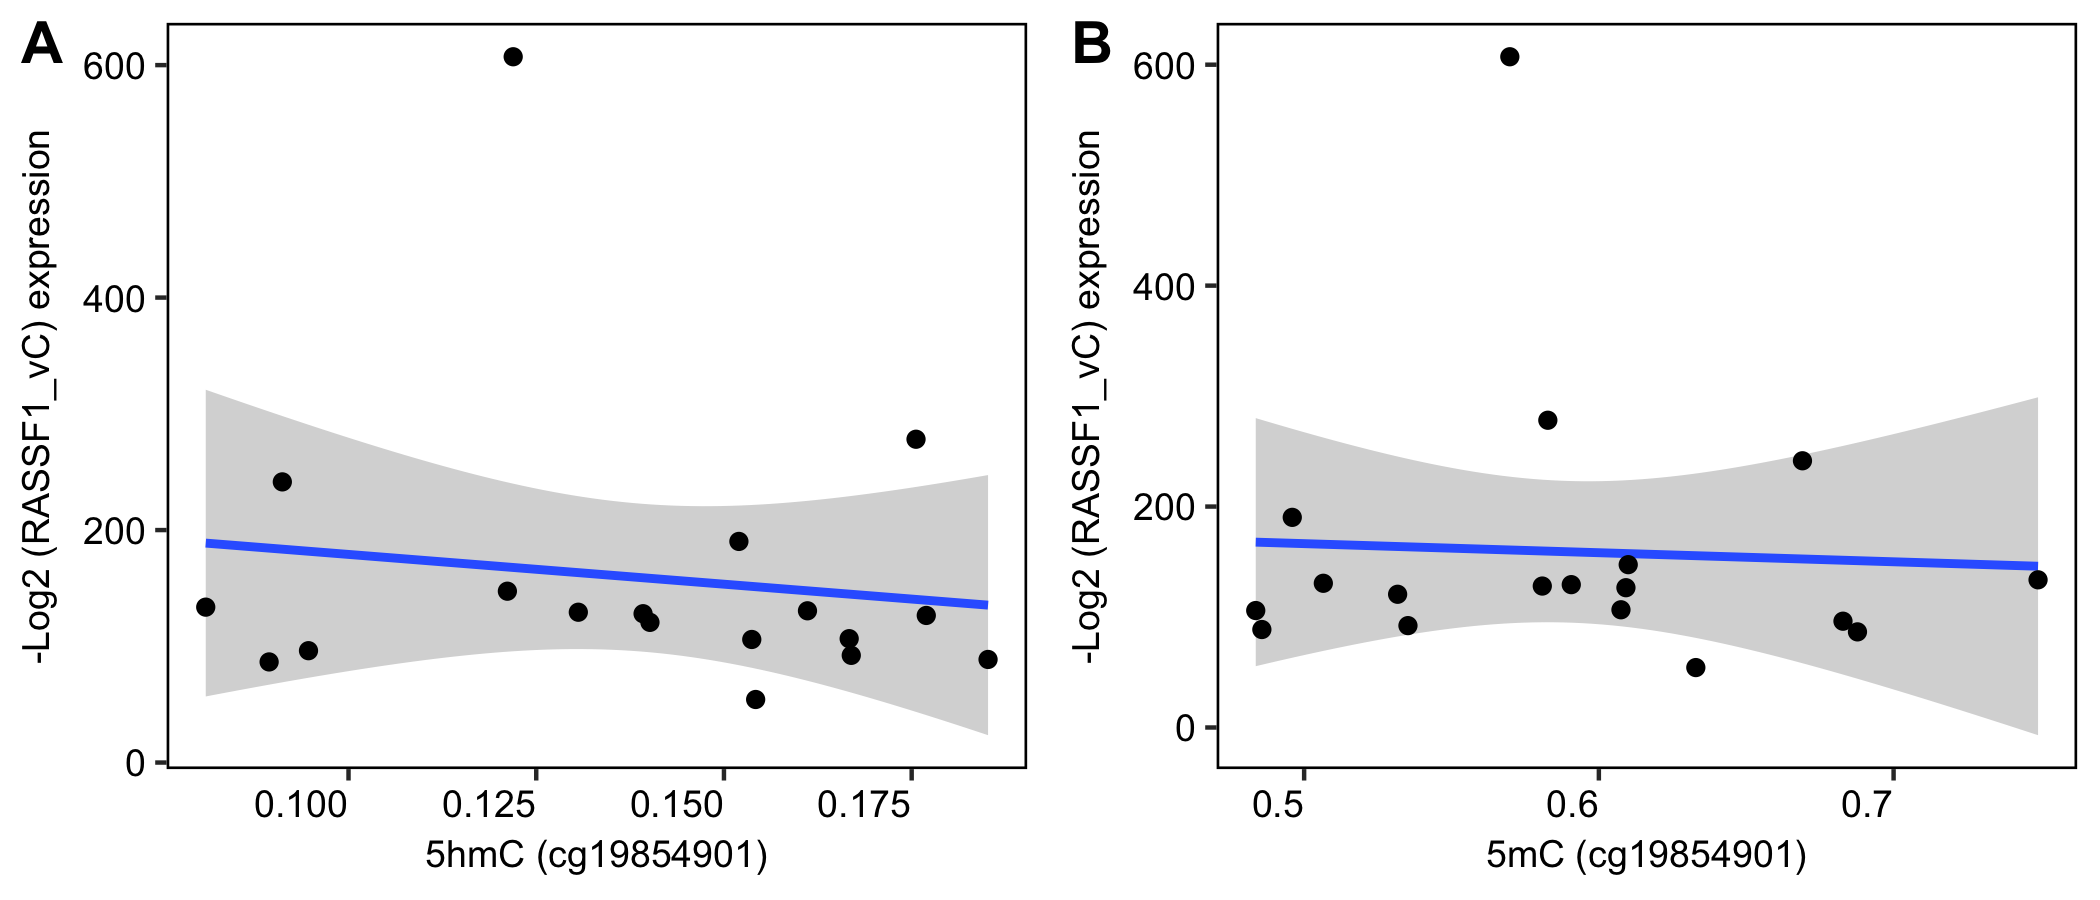 A
-Log2 (RASSF1_vC) expression
600
400
200
0
0.100 0.125 0.150 0.175
5hmC (cg19854901)
B
-Log2 (RASSF1_vC) expression
600
400
200
0
0.5 0.6 0.7
5mC (cg19854901)